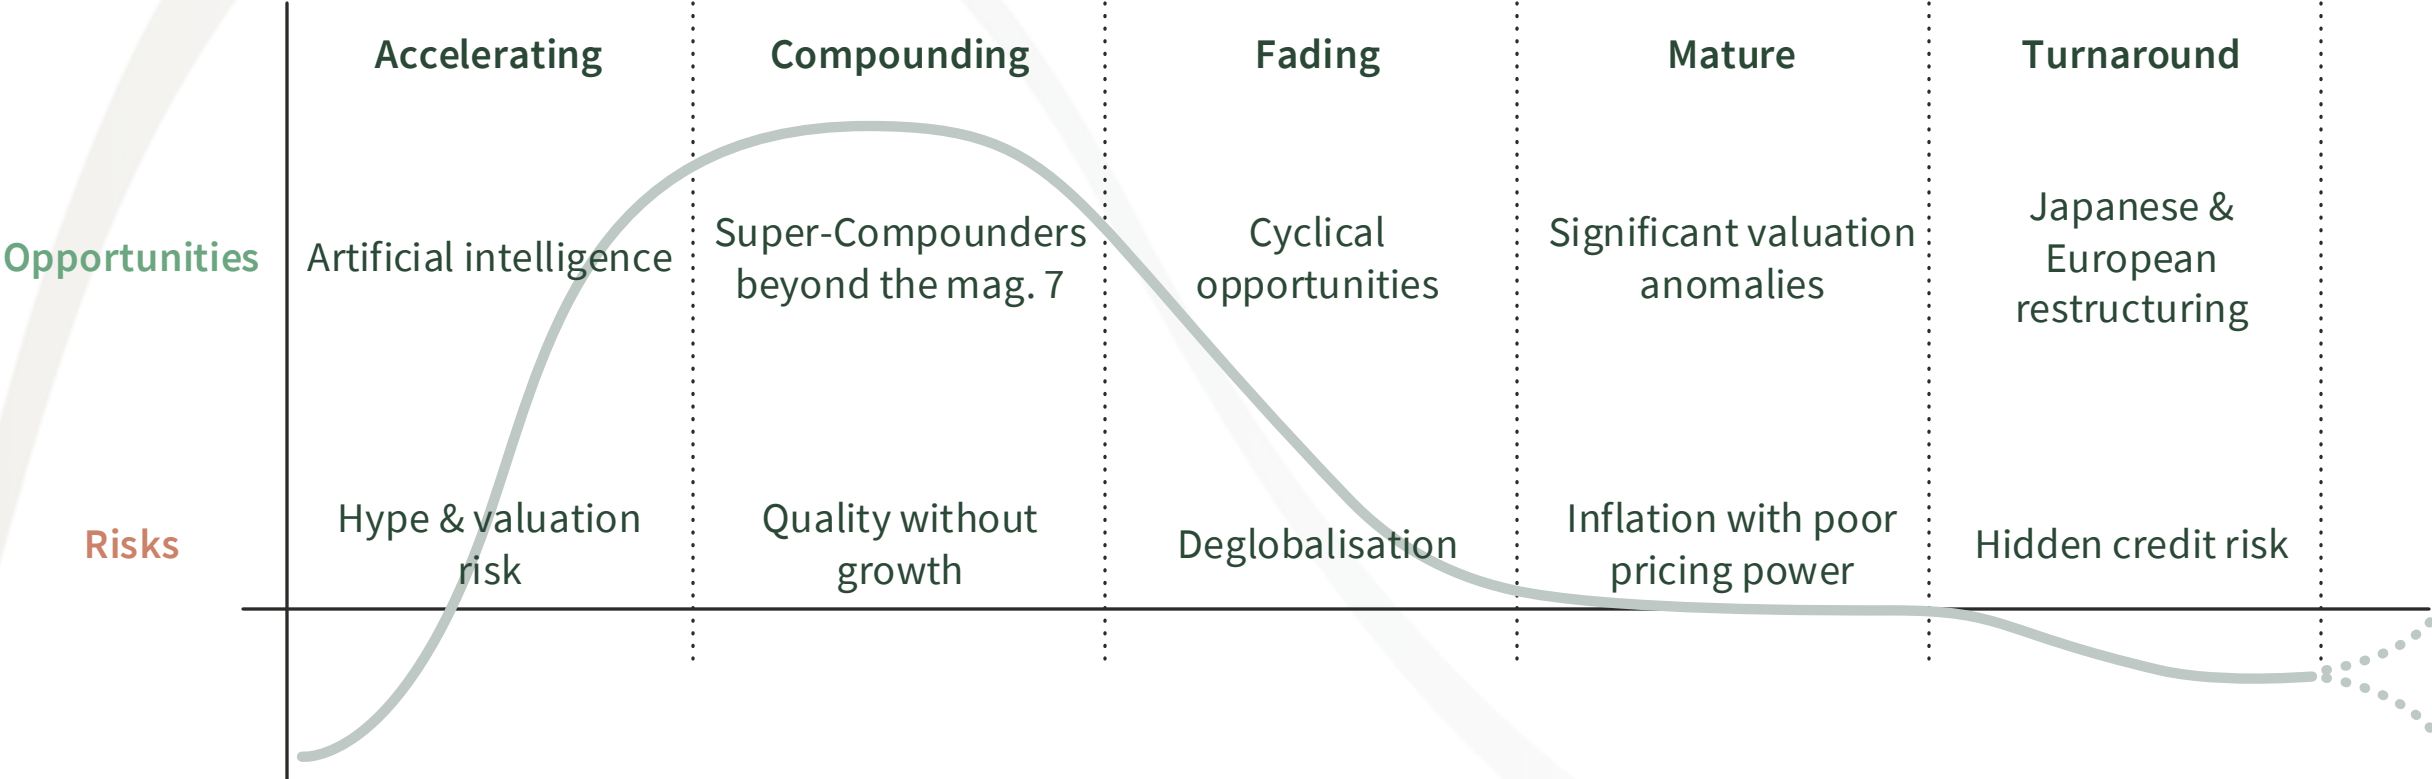 Accelerating
Compounding
Fading
Mature
Turnaround
Opportunities
Artificial intelligence
Super-Compounders
beyond the mag. 7
Cyclical
opportunities
Significant valuation
anomalies
Japanese &
European
restructuring
Risks
Hype & valuation
risk
Quality without
growth
Deglobalisation
Inflation with poor
pricing power
Hidden credit risk